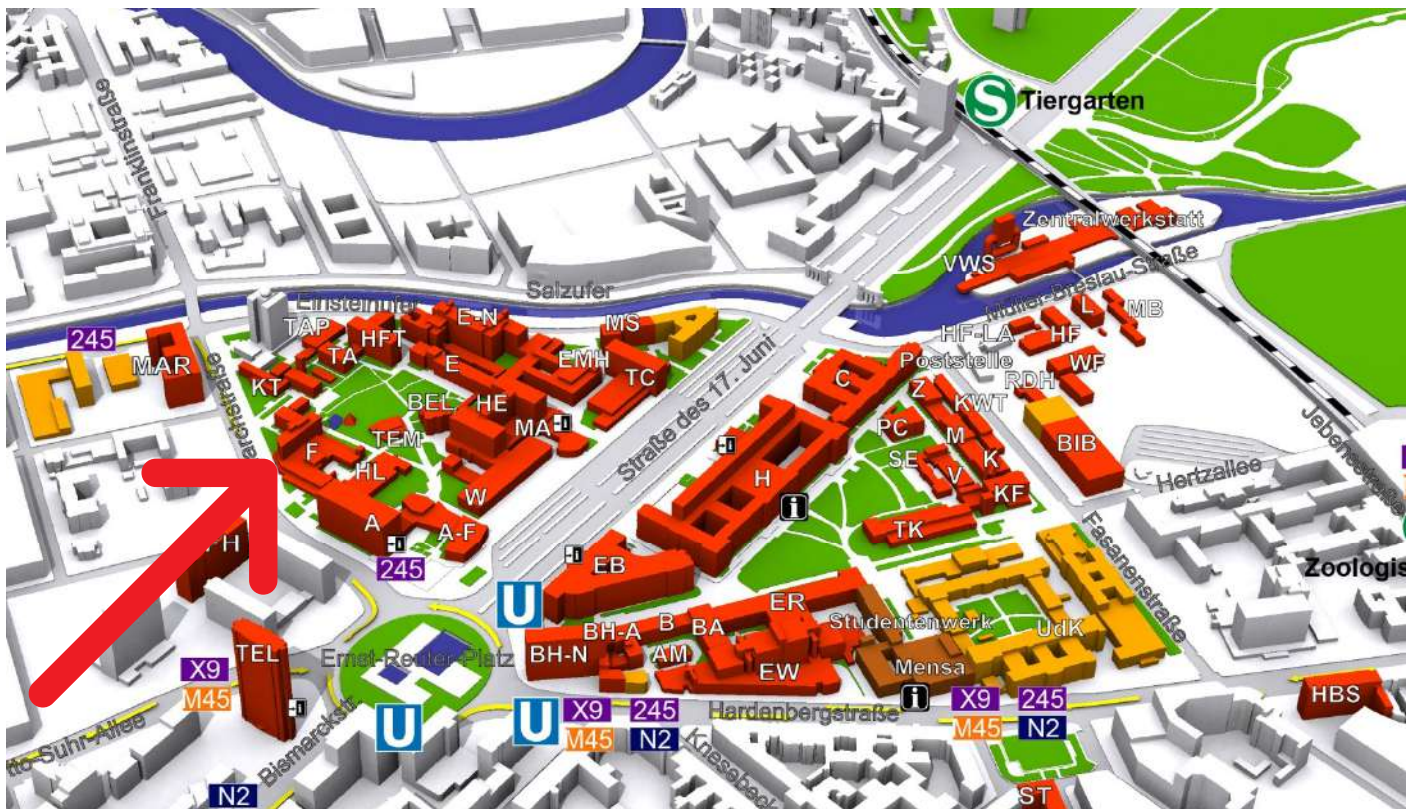 Franklinstraße
S Tiergarten
Zentralwerkstatt
VWS
Müller-Breslau-Straße
Salzufer
Einsteinufer
TAP
HFT
E-N
MS
L
MB
HF-LA
HF
245
MAR
TA
E
EMH
TC
Straße des 17. Juni
C
Poststelle
Z
WF
RDH
KWT
KT
BEL
HE
MA
PC
M
BIB
TEM
F
HL
H
SE
V
K
KF
Hertzallee
Jebensstraße
W
A
A-F
TK
Fasanenstraße
i
245
EB
Zoologis
U
ER
B
BA
BH-A
Studentenwerk
UdK
BH-N
AM
EW
Mensa
TEL
Ernst-Reuter-Platz
X9
M45
HBS
i
Hardenbergstraße
X9 245
M45 N2
X9 245
M45 N2
U
U
Bismarckstr.
tto-Suhr-Allee
Knesebeck
N2
ST